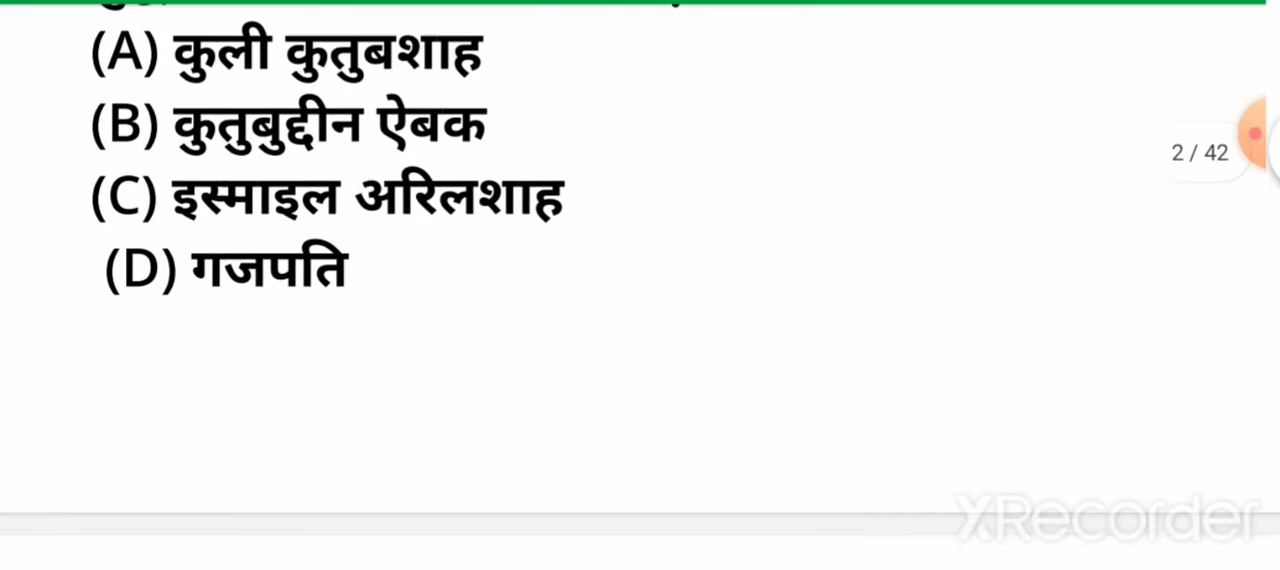 (A) कुली कुतुबशाह
(B) कुतुबुद्दीन ऐबक
2 / 42
(C) इस्माइल अरिलशाह
(D) गजपति
XRecorder